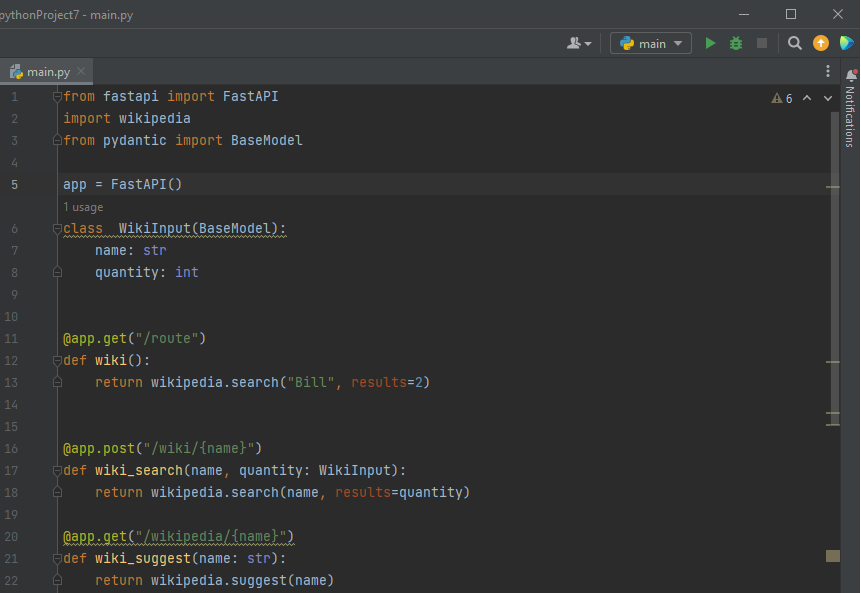 pythonProject7 - main.py
main
main.py
6
Notifications
1 from fastapi import FastAPI
2 import wikipedia
3 from pydantic import BaseModel
4
5 app = FastAPI()
1 usage
6 class  WikiInput(BaseModel):
7     name: str
8     quantity: int
9
10
11 @app.get("/route")
12 def wiki():
13     return wikipedia.search("Bill", results=2)
14
15
16 @app.post("/wiki/{name}")
17 def wiki_search(name, quantity: WikiInput):
18     return wikipedia.search(name, results=quantity)
19
20 @app.get("/wikipedia/{name}")
21 def wiki_suggest(name: str):
22     return wikipedia.suggest(name)